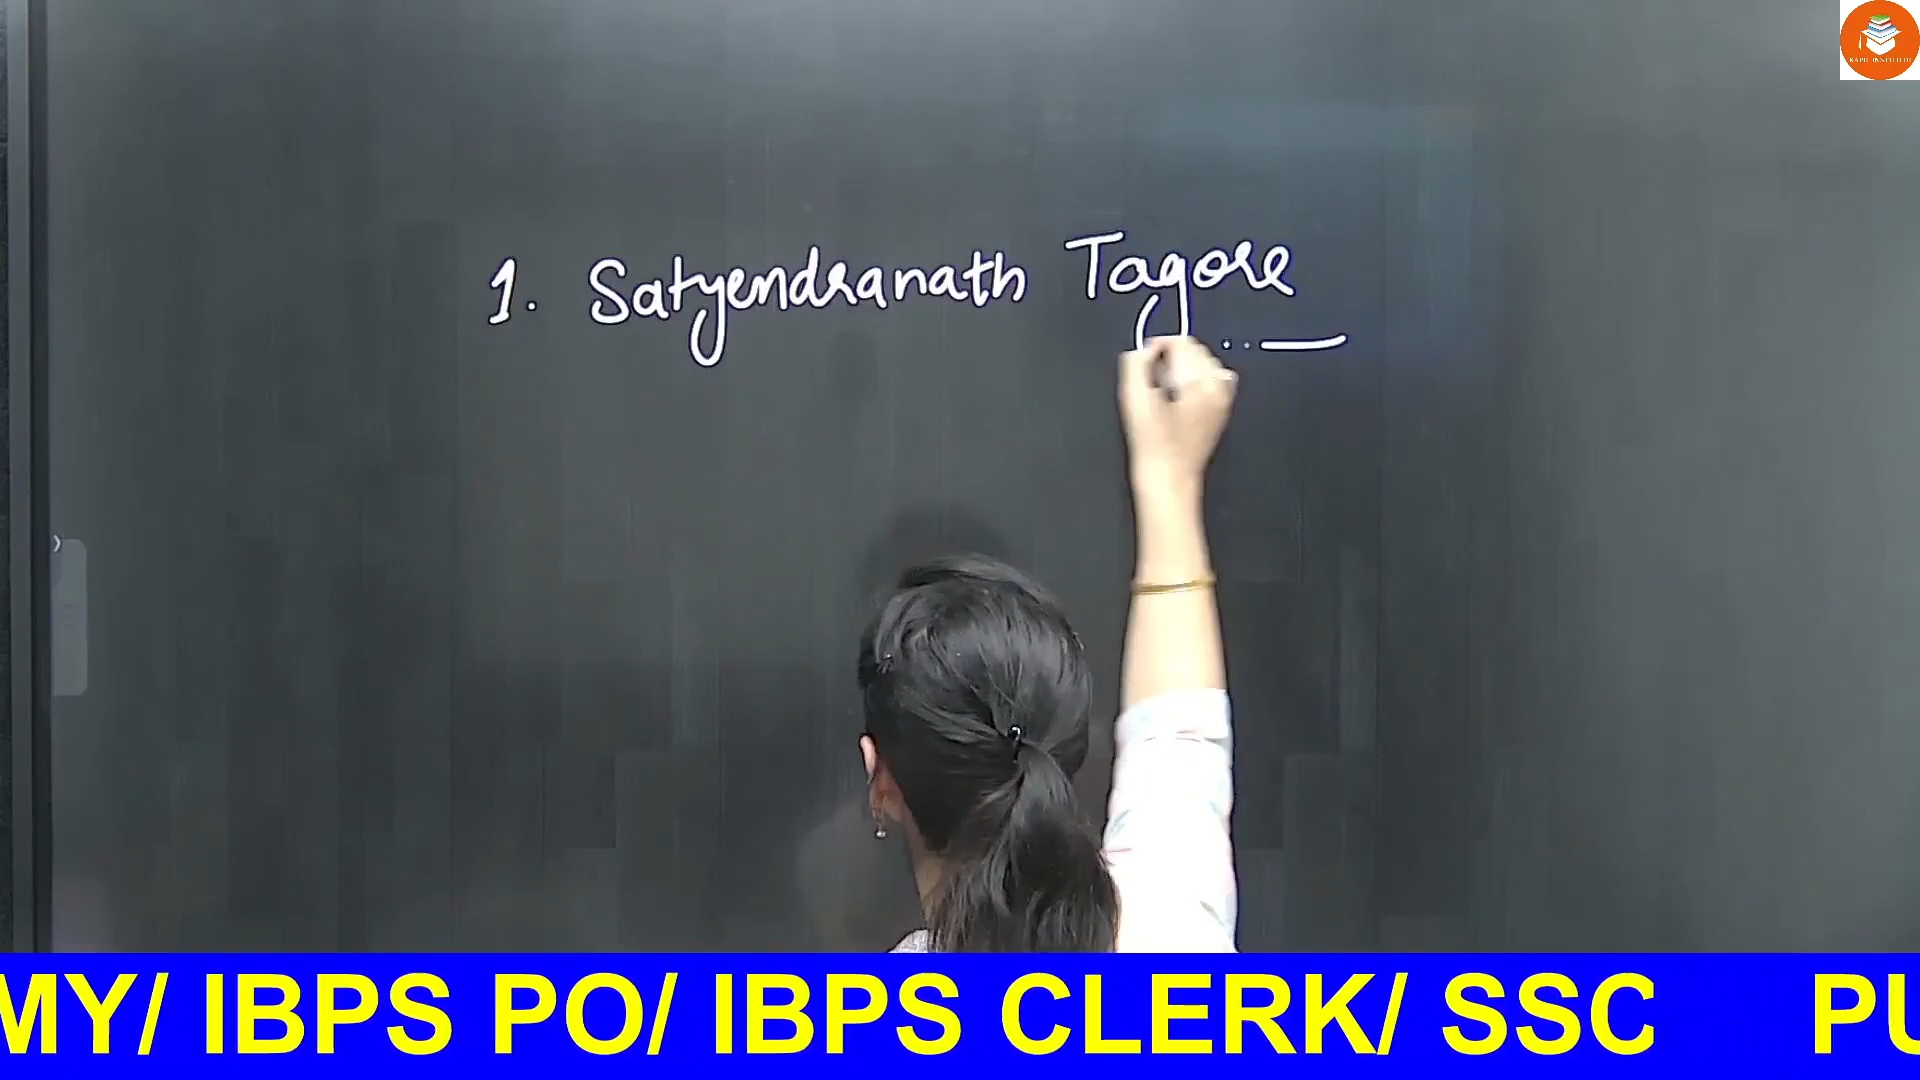 1. Satyendranath Tagore
MY/ IBPS PO/ IBPS CLERK/ SSC PU